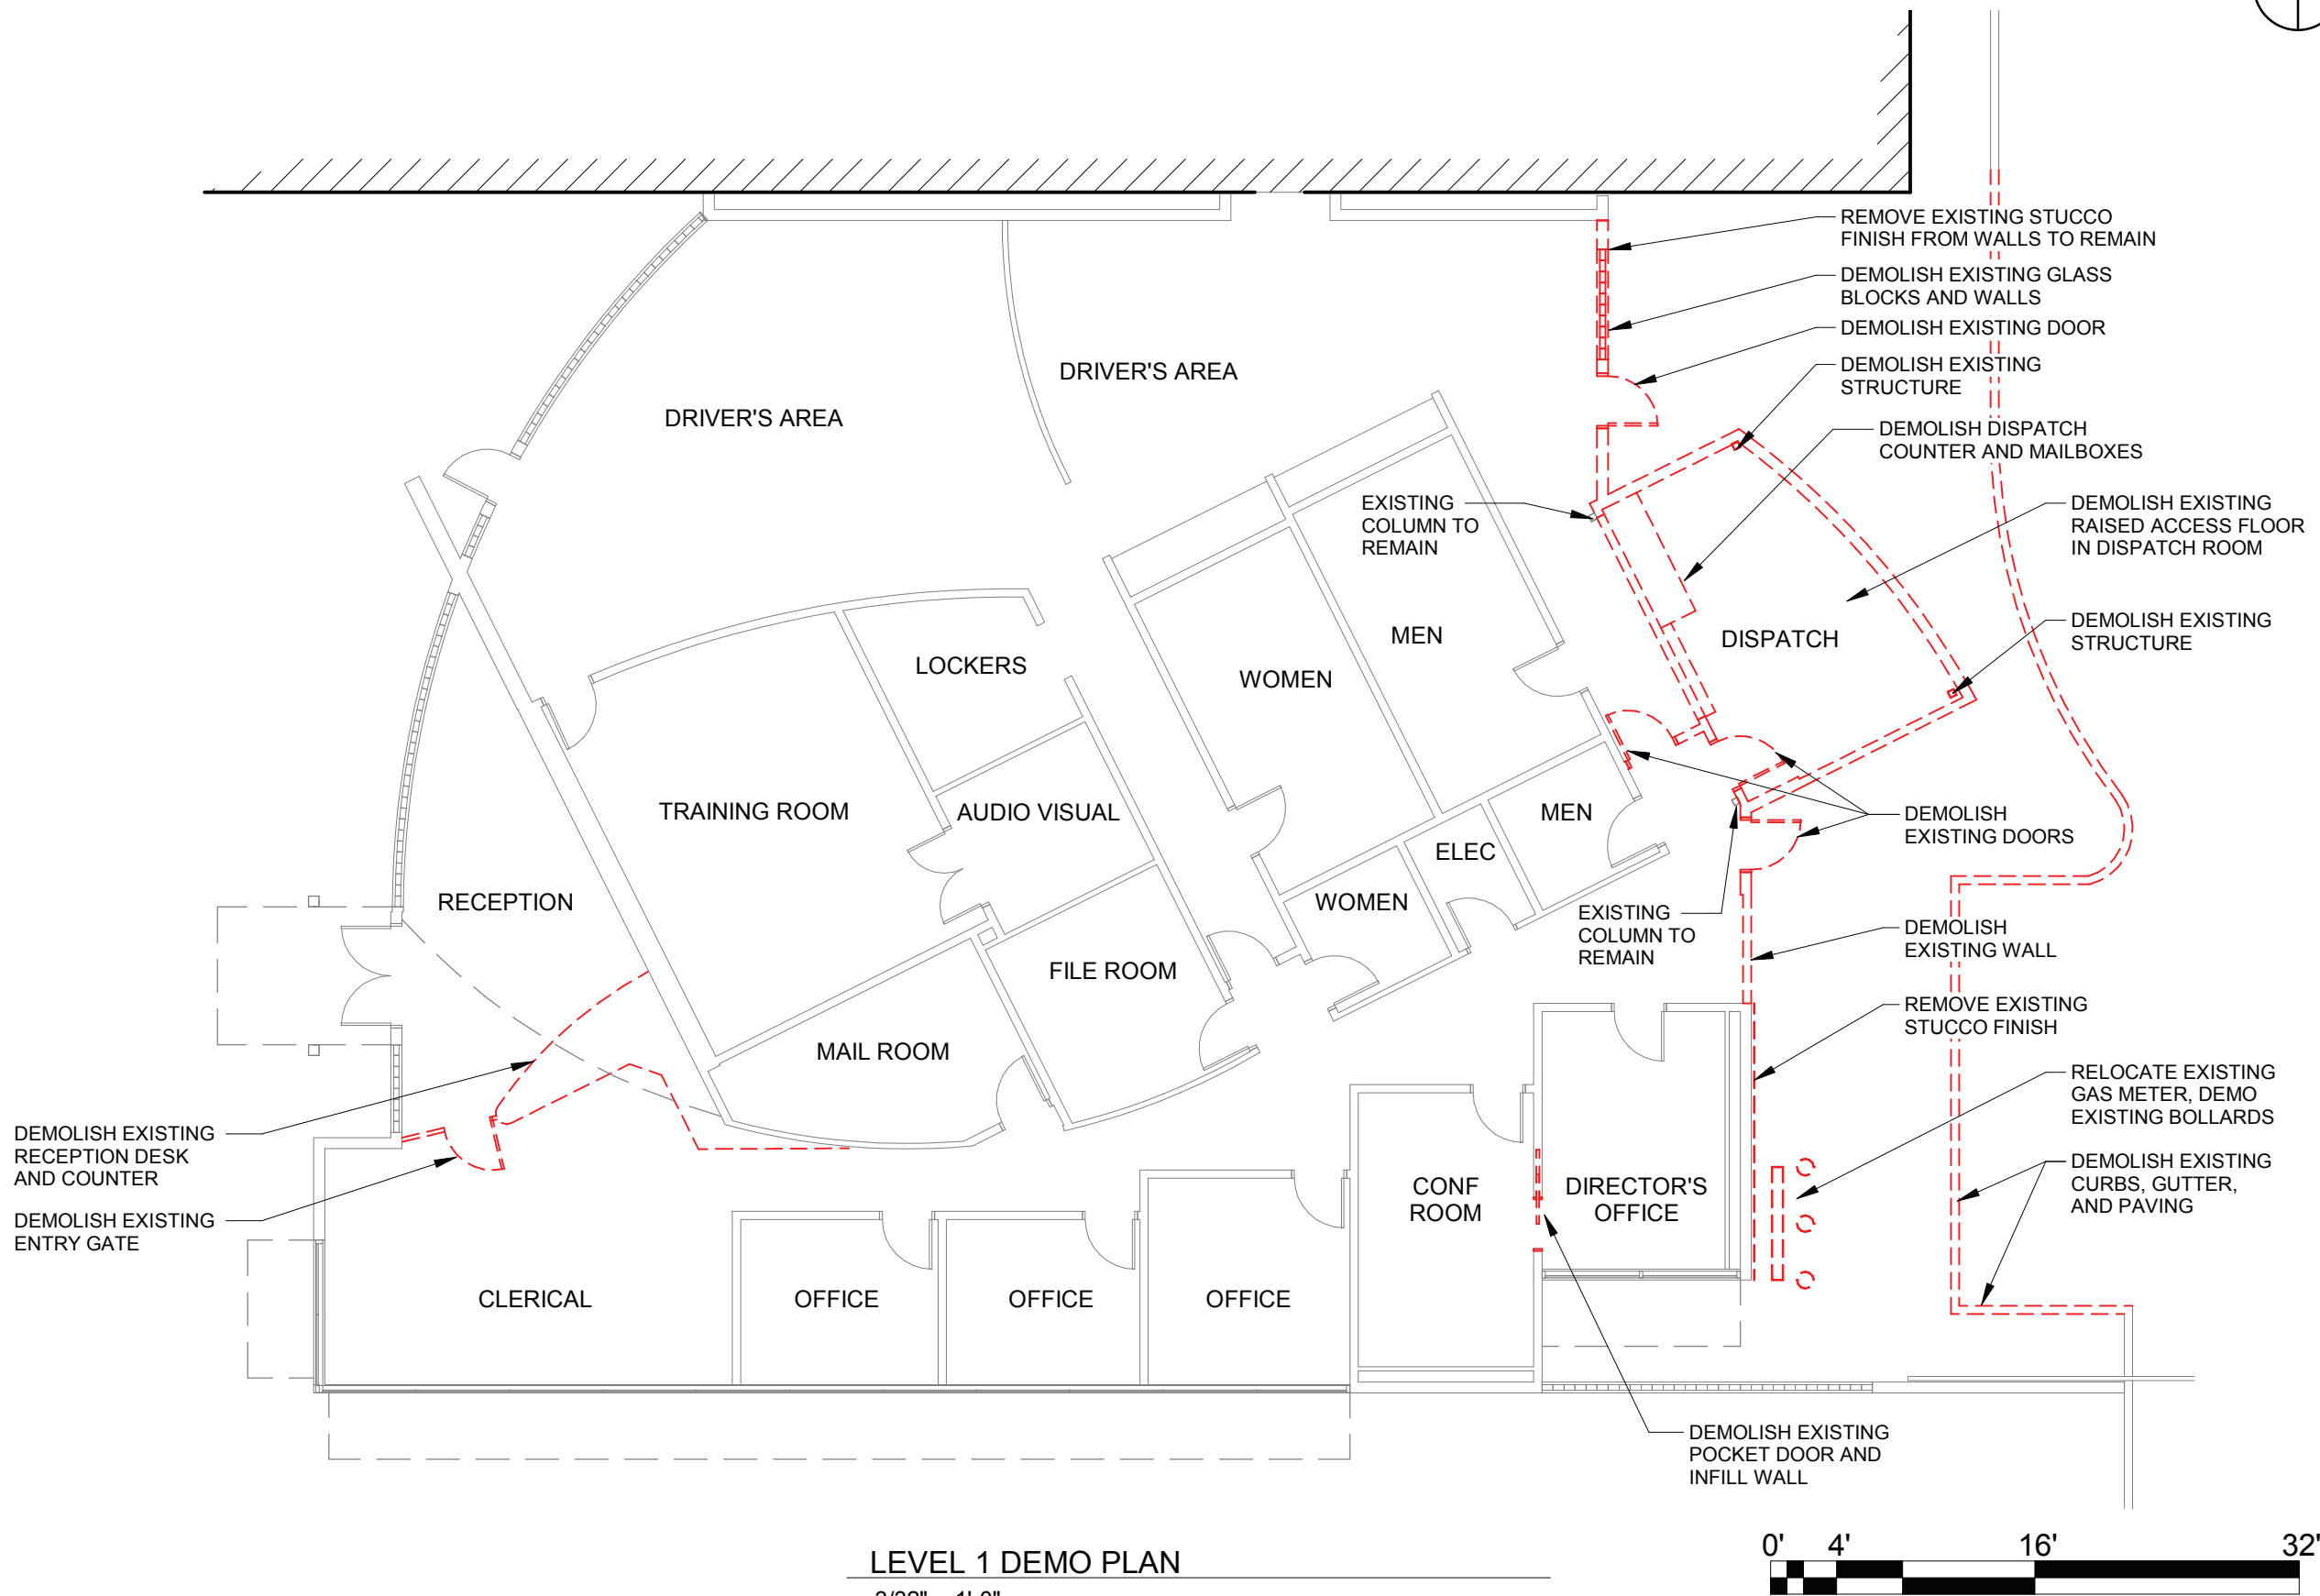 REMOVE EXISTING STUCCO
FINISH FROM WALLS TO REMAIN
DEMOLISH EXISTING GLASS
BLOCKS AND WALLS
DEMOLISH EXISTING DOOR
DEMOLISH EXISTING
STRUCTURE
DEMOLISH DISPATCH
COUNTER AND MAILBOXES
DRIVER'S AREA
DRIVER'S AREA
EXISTING
COLUMN TO
REMAIN
DEMOLISH EXISTING
RAISED ACCESS FLOOR
IN DISPATCH ROOM
DEMOLISH EXISTING
STRUCTURE
MEN
DISPATCH
LOCKERS
WOMEN
TRAINING ROOM
AUDIO VISUAL
MEN
ELEC
DEMOLISH
EXISTING DOORS
RECEPTION
WOMEN
EXISTING
COLUMN TO
REMAIN
DEMOLISH
EXISTING WALL
FILE ROOM
REMOVE EXISTING
STUCCO FINISH
MAIL ROOM
RELOCATE EXISTING
GAS METER, DEMO
EXISTING BOLLARDS
DEMOLISH EXISTING
RECEPTION DESK
AND COUNTER
DEMOLISH EXISTING
CURBS, GUTTER,
AND PAVING
CONF
ROOM
DIRECTOR'S
OFFICE
DEMOLISH EXISTING
ENTRY GATE
CLERICAL
OFFICE
OFFICE
OFFICE
DEMOLISH EXISTING
POCKET DOOR AND
INFILL WALL
0' 4' 16' 32'
LEVEL 1 DEMO PLAN